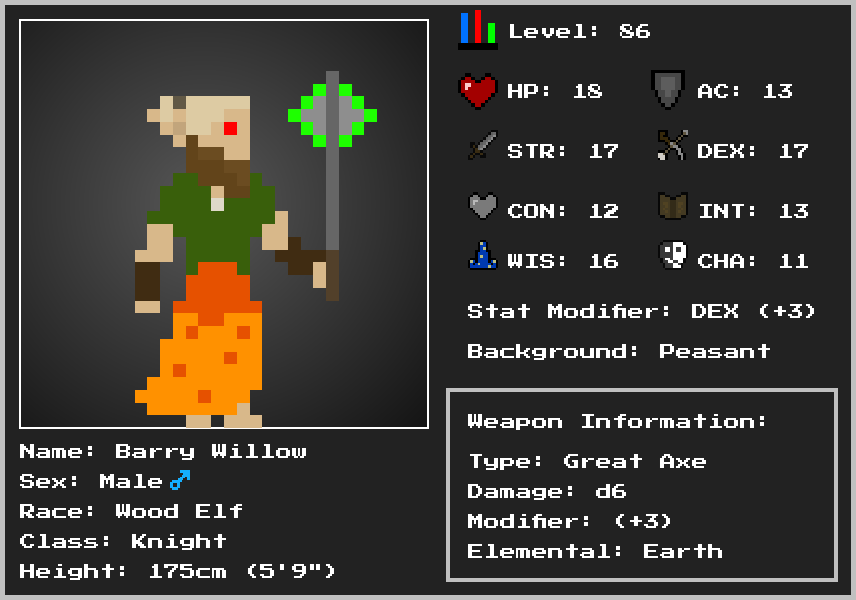 Level: 86
HP: 18 AC: 13
STR: 17 DEX: 17
CON: 12 INT: 13
WIS: 16 CHA: 11
Stat Modifier: DEX (+3)
Background: Peasant
Weapon Information:
Type: Great Axe
Damage: d6
Modifier: (+3)
Elemental: Earth
Name: Barry Willow
Sex: Male♂
Race: Wood Elf
Class: Knight
Height: 175cm (5'9")